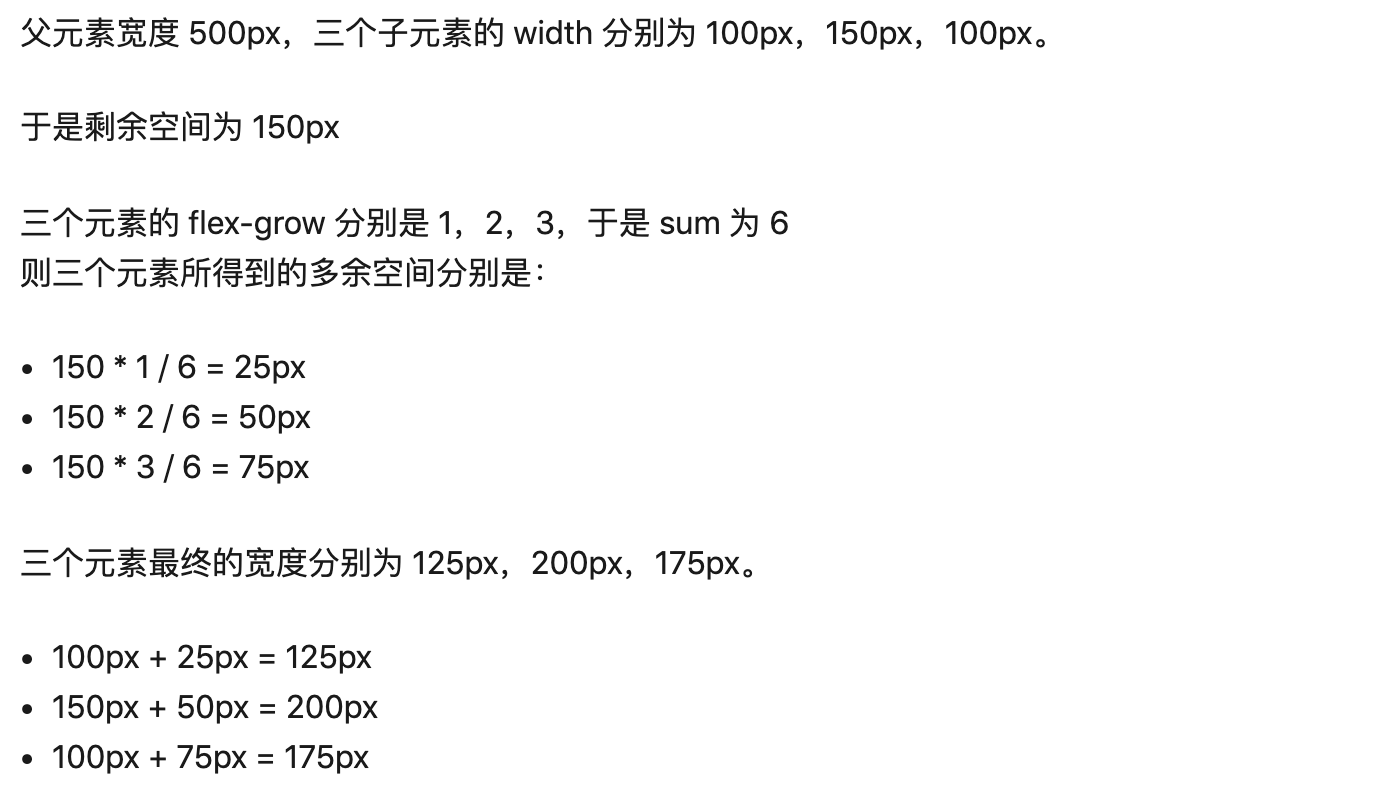 父元素宽度 500px，三个子元素的 width 分别为 100px，150px，100px。
于是剩余空间为 150px
三个元素的 flex-grow 分别是 1，2，3，于是 sum 为 6
则三个元素所得到的多余空间分别是：
• 150 * 1 / 6 = 25px
• 150 * 2 / 6 = 50px
• 150 * 3 / 6 = 75px
三个元素最终的宽度分别为 125px，200px，175px。
• 100px + 25px = 125px
• 150px + 50px = 200px
• 100px + 75px = 175px